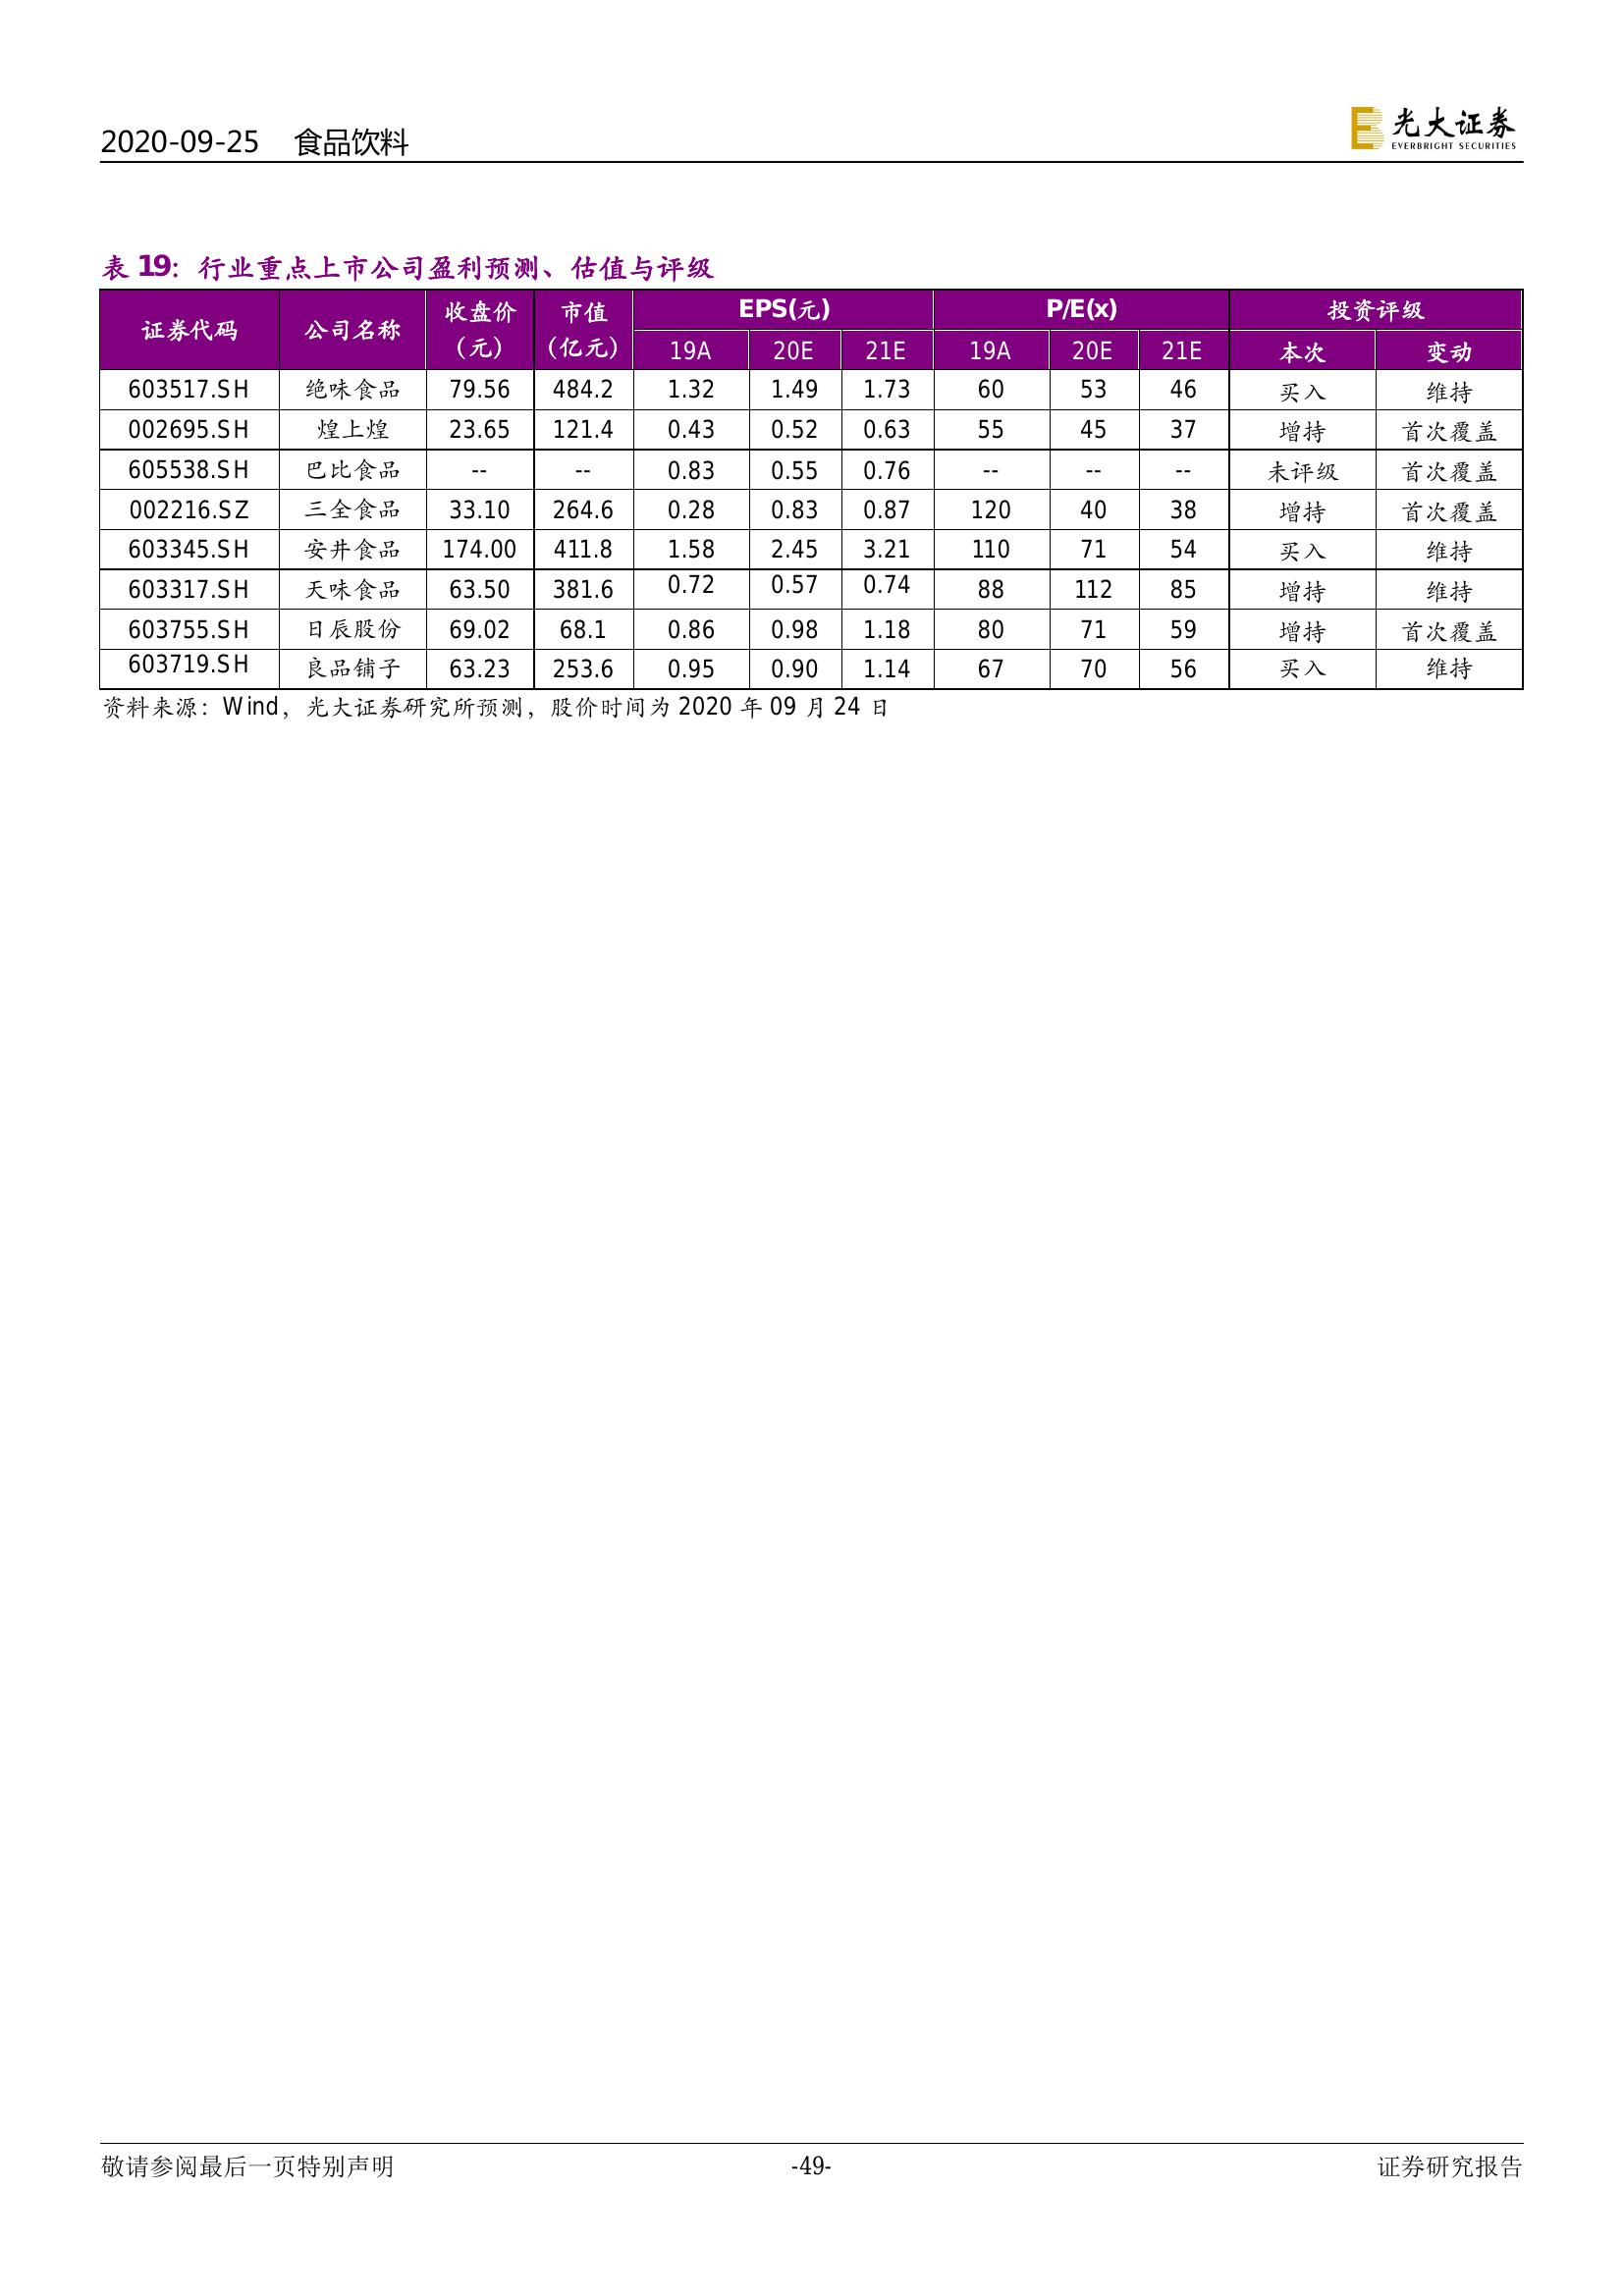 2020-09-25 食品饮料
光大证券
EVERBRIGHT SECURITIES
表 19：行业重点上市公司盈利预测、估值与评级
证券代码 公司名称 收盘价（元） 市值（亿元） EPS(元) P/E(x) 投资评级
19A 20E 21E 19A 20E 21E 本次 变动
603517.SH 绝味食品 79.56 484.2 1.32 1.49 1.73 60 53 46 买入 维持
002695.SH 煌上煌 23.65 121.4 0.43 0.52 0.63 55 45 37 增持 首次覆盖
605538.SH 巴比食品 -- -- 0.83 0.55 0.76 -- -- -- 未评级 首次覆盖
002216.SZ 三全食品 33.10 264.6 0.28 0.83 0.87 120 40 38 增持 首次覆盖
603345.SH 安井食品 174.00 411.8 1.58 2.45 3.21 110 71 54 买入 维持
603317.SH 天味食品 63.50 381.6 0.72 0.57 0.74 88 112 85 增持 维持
603755.SH 日辰股份 69.02 68.1 0.86 0.98 1.18 80 71 59 增持 首次覆盖
603719.SH 良品铺子 63.23 253.6 0.95 0.90 1.14 67 70 56 买入 维持
资料来源：Wind，光大证券研究所预测，股价时间为 2020 年 09 月 24 日
敬请参阅最后一页特别声明 -49- 证券研究报告